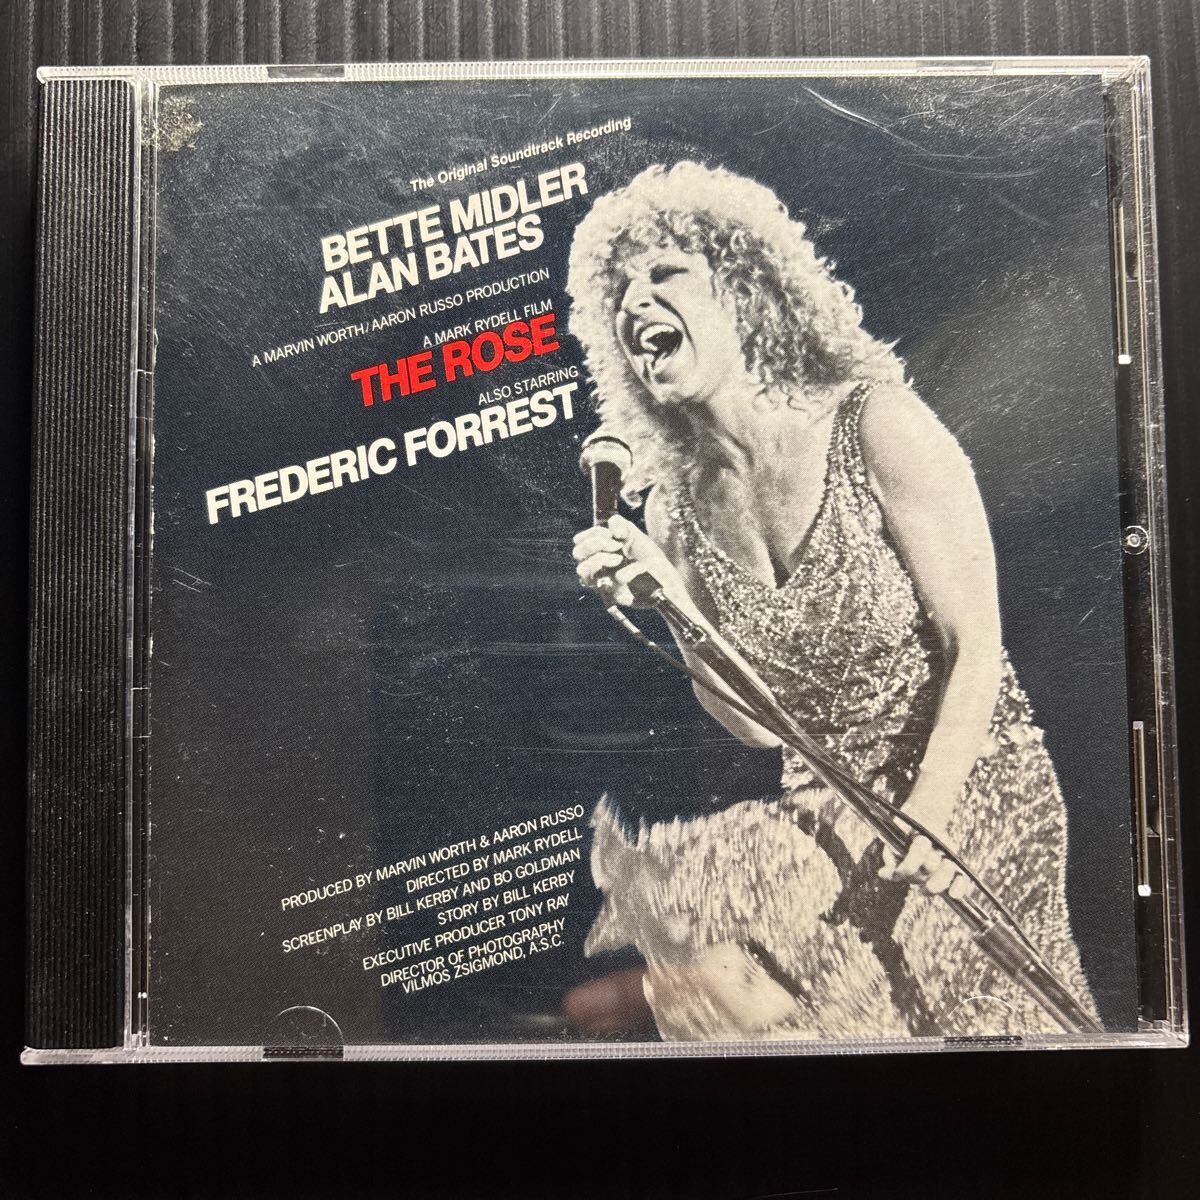 The Original Soundtrack Recording
BETTE MIDLER
ALAN BATES
A MARVIN WORTH/AARON RUSSO PRODUCTION
A MARK RYDELL FILM
THE ROSE
ALSO STARRING
FREDERIC FORREST
PRODUCED BY MARVIN WORTH & AARON RUSSO
DIRECTED BY MARK RYDELL
SCREENPLAY BY BILL KERBY AND BO GOLDMAN
STORY BY BILL KERBY
EXECUTIVE PRODUCER TONY RAY
DIRECTOR OF PHOTOGRAPHY
VILMOS ZSIGMOND, A.S.C.